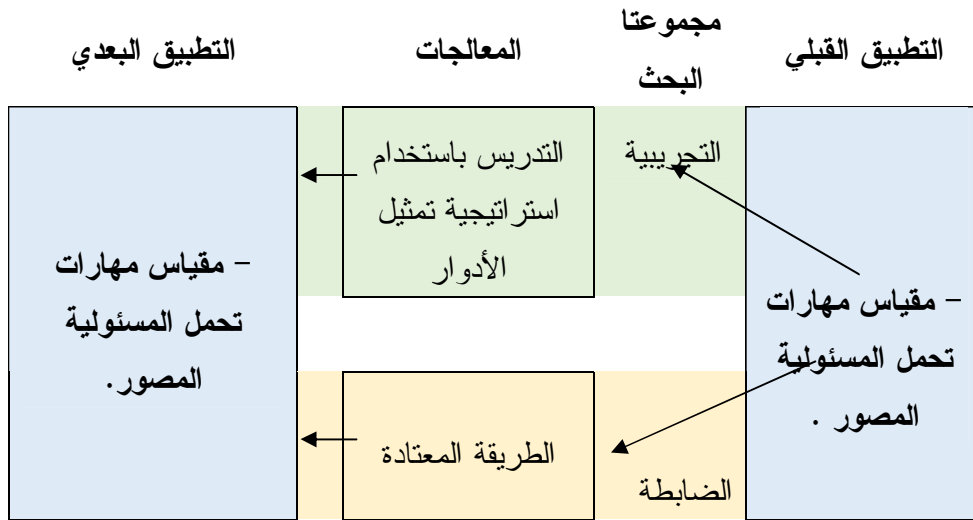 التطبيق القبلي
مجموعتا
البحث
المعالجات
التطبيق البعدي
– مقياس مهارات
تحمل المسئولية
المصور .
التجريبية
التدريس باستخدام
استراتيجية تمثيل
الأدوار
الضابطة
الطريقة المعتادة
– مقياس مهارات
تحمل المسئولية
المصور.